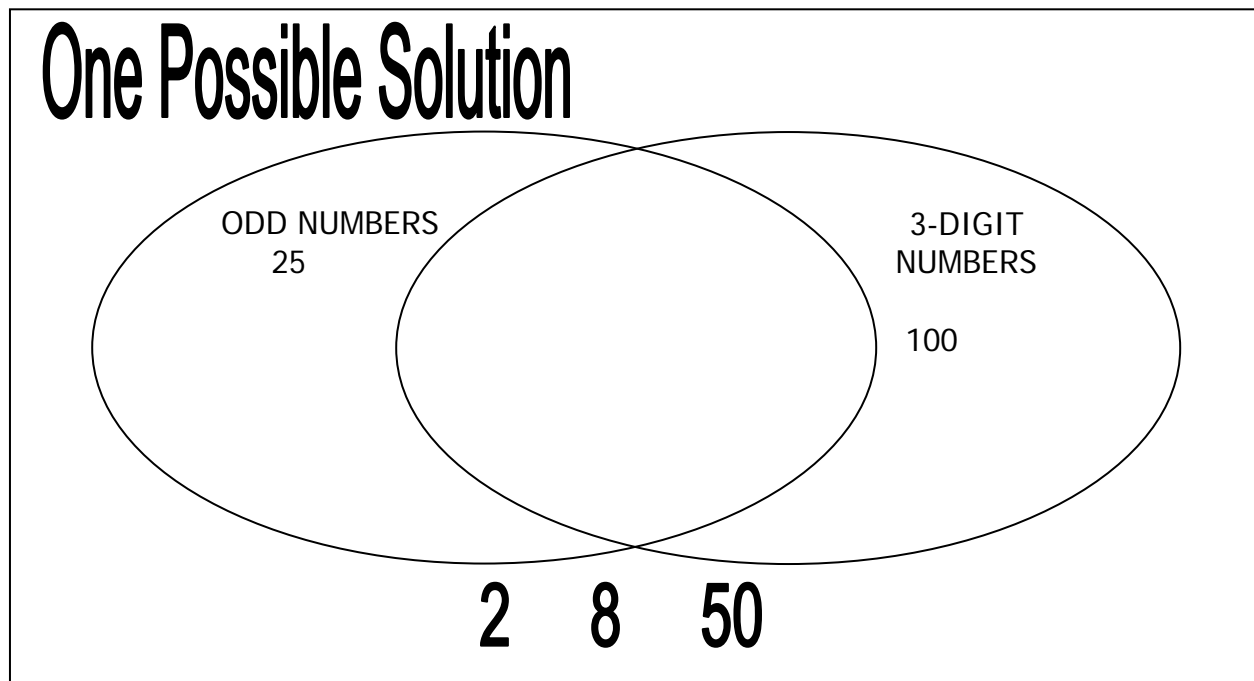 One Possible Solution
ODD NUMBERS
25
3-DIGIT
NUMBERS
100
2 8 50